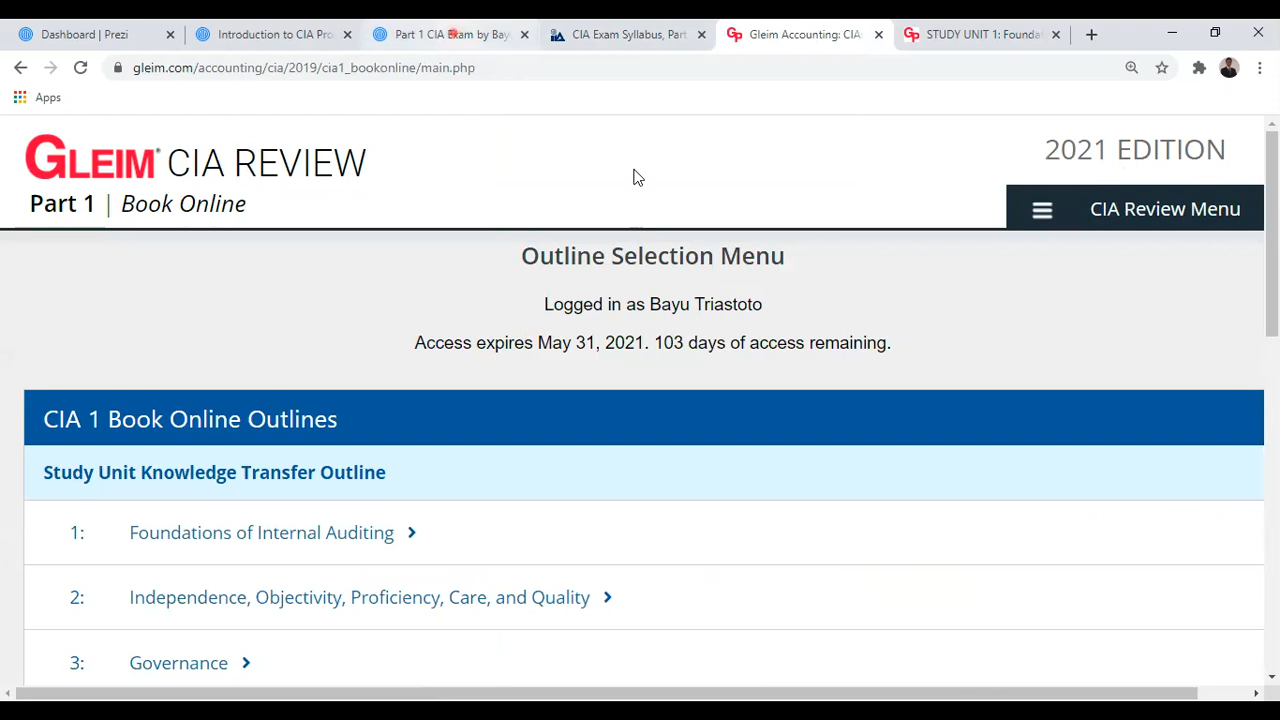 Dashboard | Prezi
Introduction to CIA Pro
Part 1 CIA Exam by Bay
CIA Exam Syllabus, Part
Gleim Accounting: CIA
STUDY UNIT 1: Founda
gleim.com/accounting/cia/2019/cia1_bookonline/main.php
Apps
GLEIM CIA REVIEW
2021 EDITION
Part 1 | Book Online
CIA Review Menu
Outline Selection Menu
Logged in as Bayu Triastoto
Access expires May 31, 2021. 103 days of access remaining.
CIA 1 Book Online Outlines
Study Unit Knowledge Transfer Outline
1: Foundations of Internal Auditing
2: Independence, Objectivity, Proficiency, Care, and Quality
3: Governance